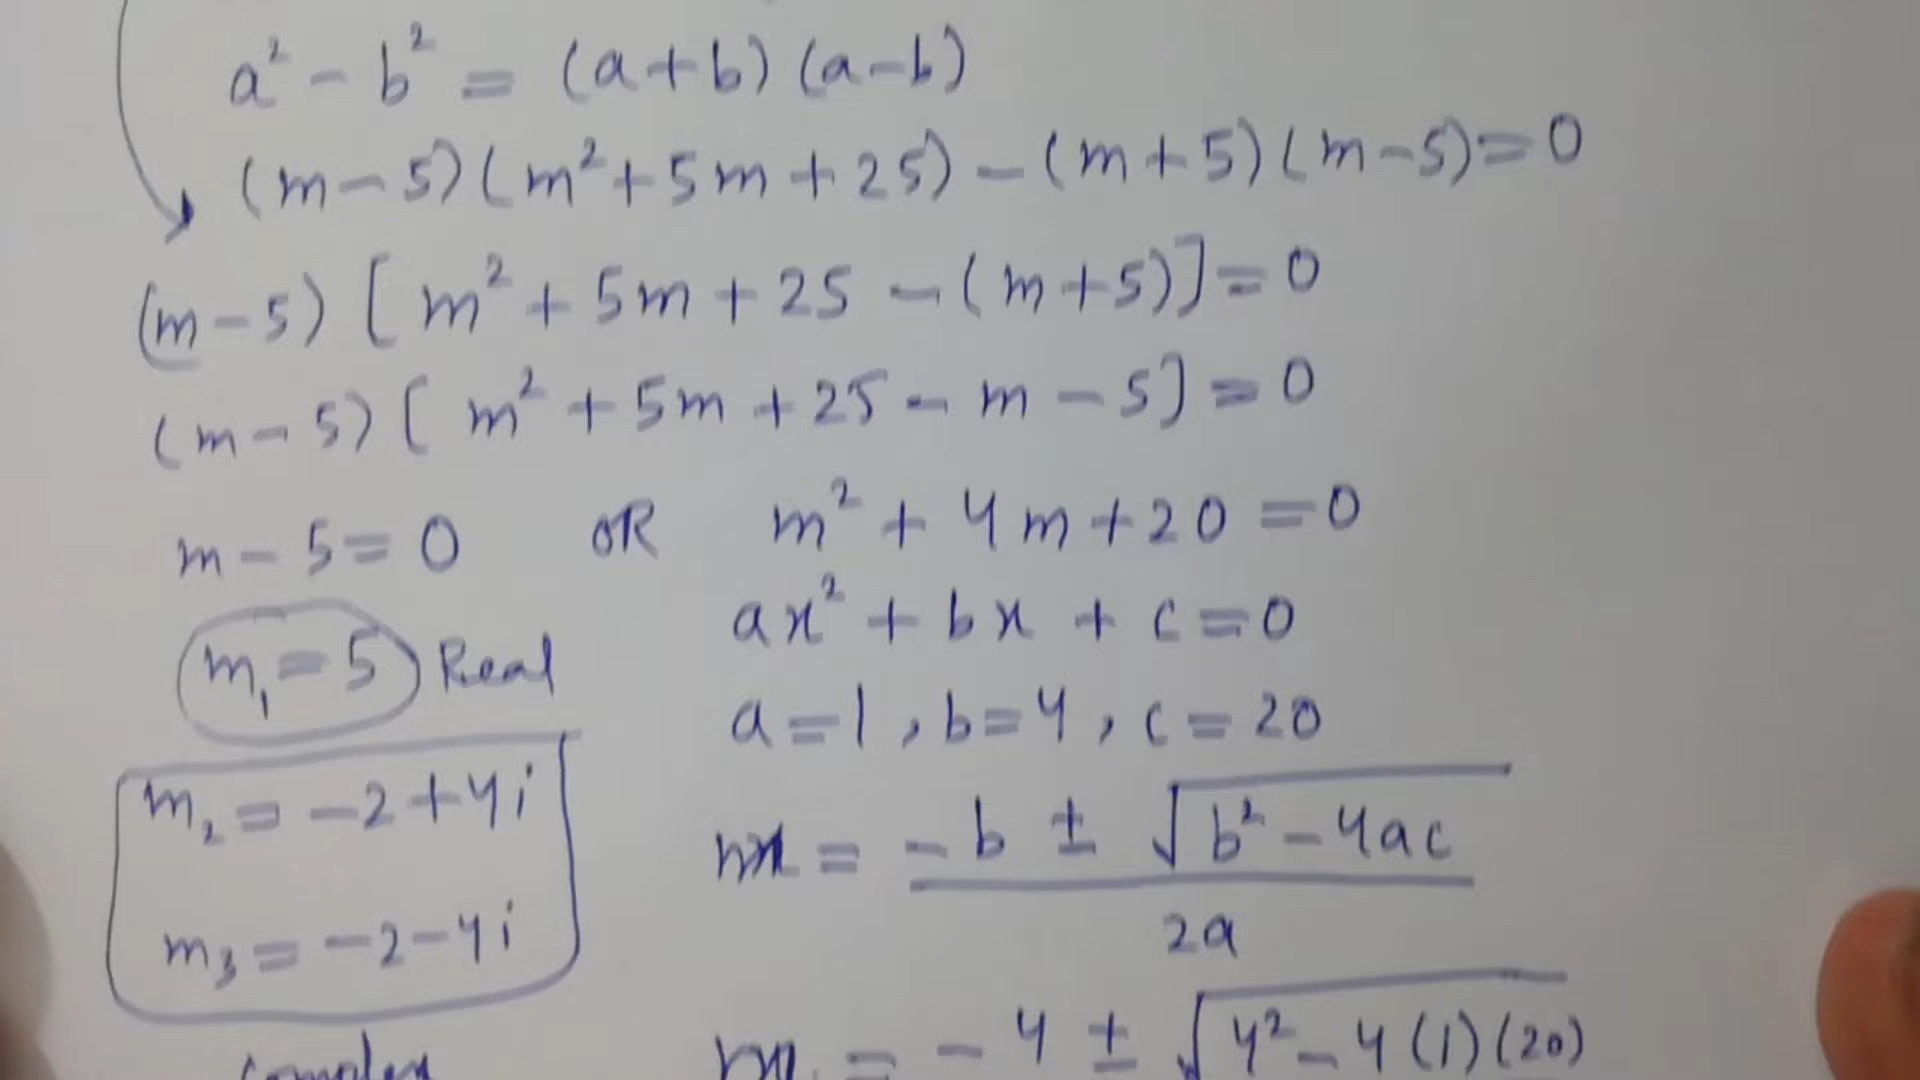 a² - b² = (a+b) (a-b)
(m-5)(m²+5m+25)-(m+5)(m-5)=0
(m-5) [m²+5m+25-(m+5)]=0
(m-5) [m²+5m+25-m-5]=0
m-5=0 OR m²+4m+20=0
ax²+bx+c=0
m₁=5 Real
a=1, b=4, c=20
m₂=-2+4i
= -b ± √b²-4ac
2a
m₃=-2-4i
complex
= -4 ± √4²-4(1)(20)